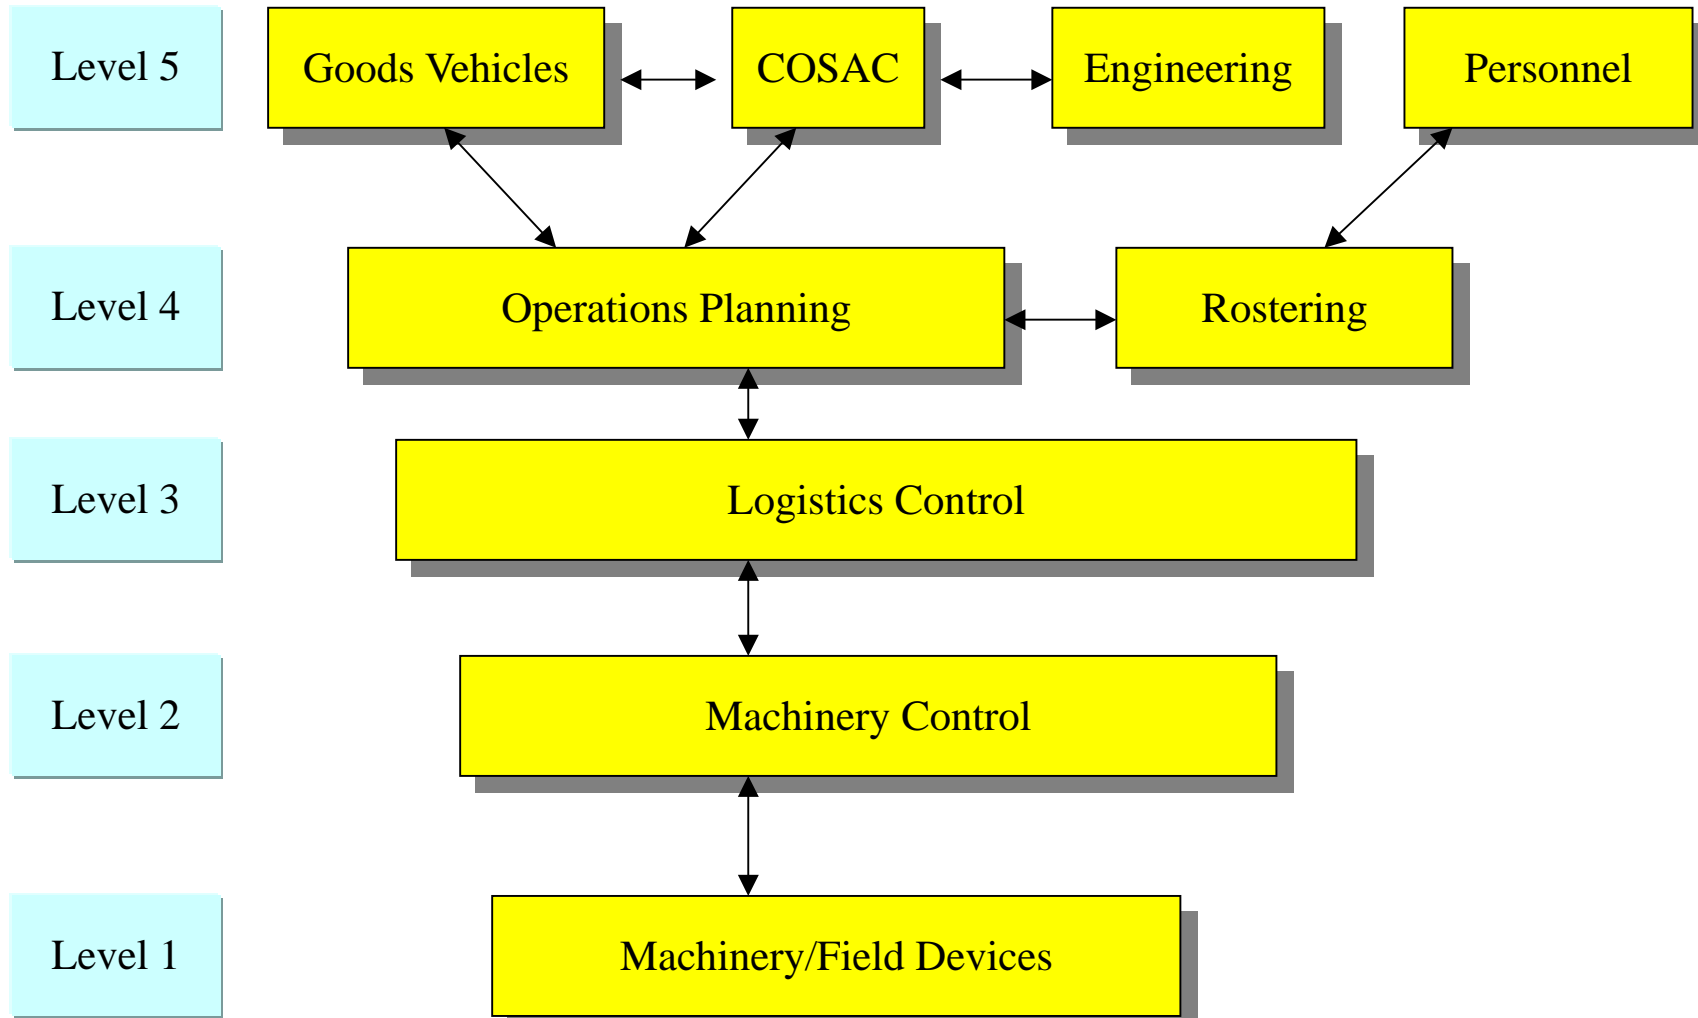 Level 5
Goods Vehicles
COSAC
Engineering
Personnel
Level 4
Operations Planning
Rostering
Level 3
Logistics Control
Level 2
Machinery Control
Level 1
Machinery/Field Devices